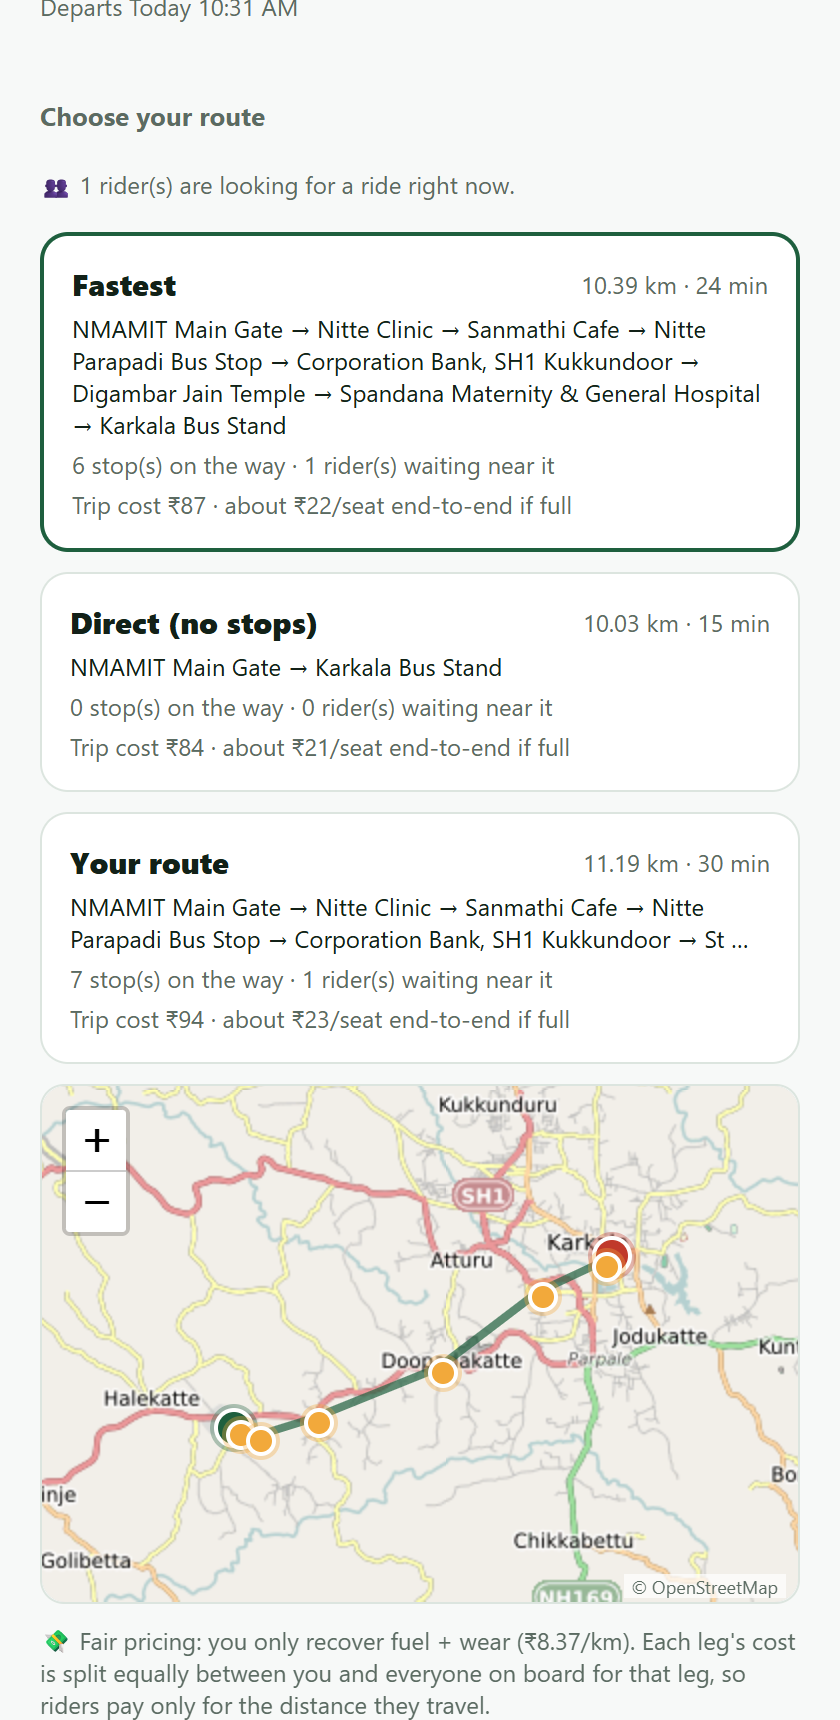 Departs Today 10:31 AM
Choose your route
1 rider(s) are looking for a ride right now.
Fastest
10.39 km · 24 min
NMAMIT Main Gate → Nitte Clinic → Sanmathi Cafe → Nitte
Parapadi Bus Stop → Corporation Bank, SH1 Kukkundoor →
Digambar Jain Temple → Spandana Maternity & General Hospital
→ Karkala Bus Stand
6 stop(s) on the way · 1 rider(s) waiting near it
Trip cost ₹87 · about ₹22/seat end-to-end if full
Direct (no stops)
10.03 km · 15 min
NMAMIT Main Gate → Karkala Bus Stand
0 stop(s) on the way · 0 rider(s) waiting near it
Trip cost ₹84 · about ₹21/seat end-to-end if full
Your route
11.19 km · 30 min
NMAMIT Main Gate → Nitte Clinic → Sanmathi Cafe → Nitte
Parapadi Bus Stop → Corporation Bank, SH1 Kukkundoor → St ...
7 stop(s) on the way · 1 rider(s) waiting near it
Trip cost ₹94 · about ₹23/seat end-to-end if full
Kukkunduru
+
−
SH1
Kark
Atturu
Jodukatte
Kun
Doop akatte
Parpale
Halekatte
Bo
inje
Chikkabettu
Golibetta
NH169
© OpenStreetMap
Fair pricing: you only recover fuel + wear (₹8.37/km). Each leg's cost
is split equally between you and everyone on board for that leg, so
riders pay only for the distance they travel.